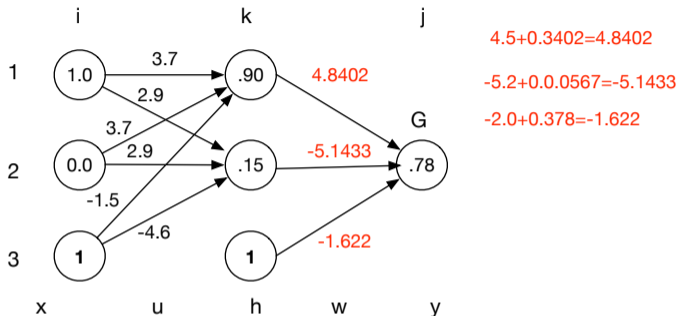 i k j
4.5+0.3402=4.8402
1 1.0 3.7 .90 4.8402
-5.2+0.0.0567=-5.1433
2.9
G
-2.0+0.378=-1.622
3.7
2 0.0 2.9 .15 -5.1433 .78
-1.5
-4.6
-1.622
3 1 1
x u h w y